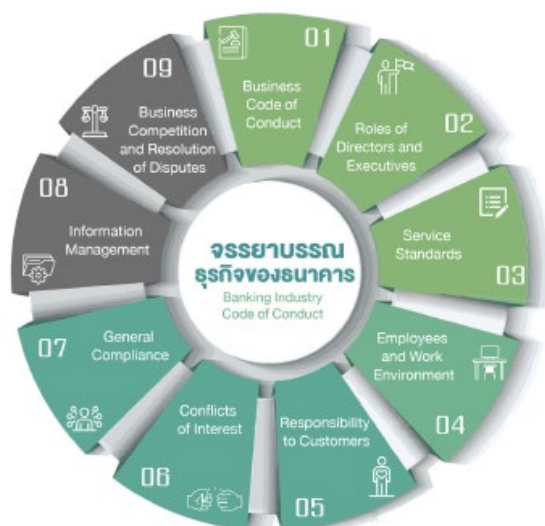 จรรยาบรรณ
ธุรกิจของธนาคาร
Banking Industry
Code of Conduct
01
Business
Code of
Conduct
02
Roles of
Directors and
Executives
03
Service
Standards
04
Employees
and Work
Environment
05
Responsibility
to Customers
06
Conflicts
of Interest
07
General
Compliance
08
Information
Management
09
Business
Competition
and Resolution
of Disputes